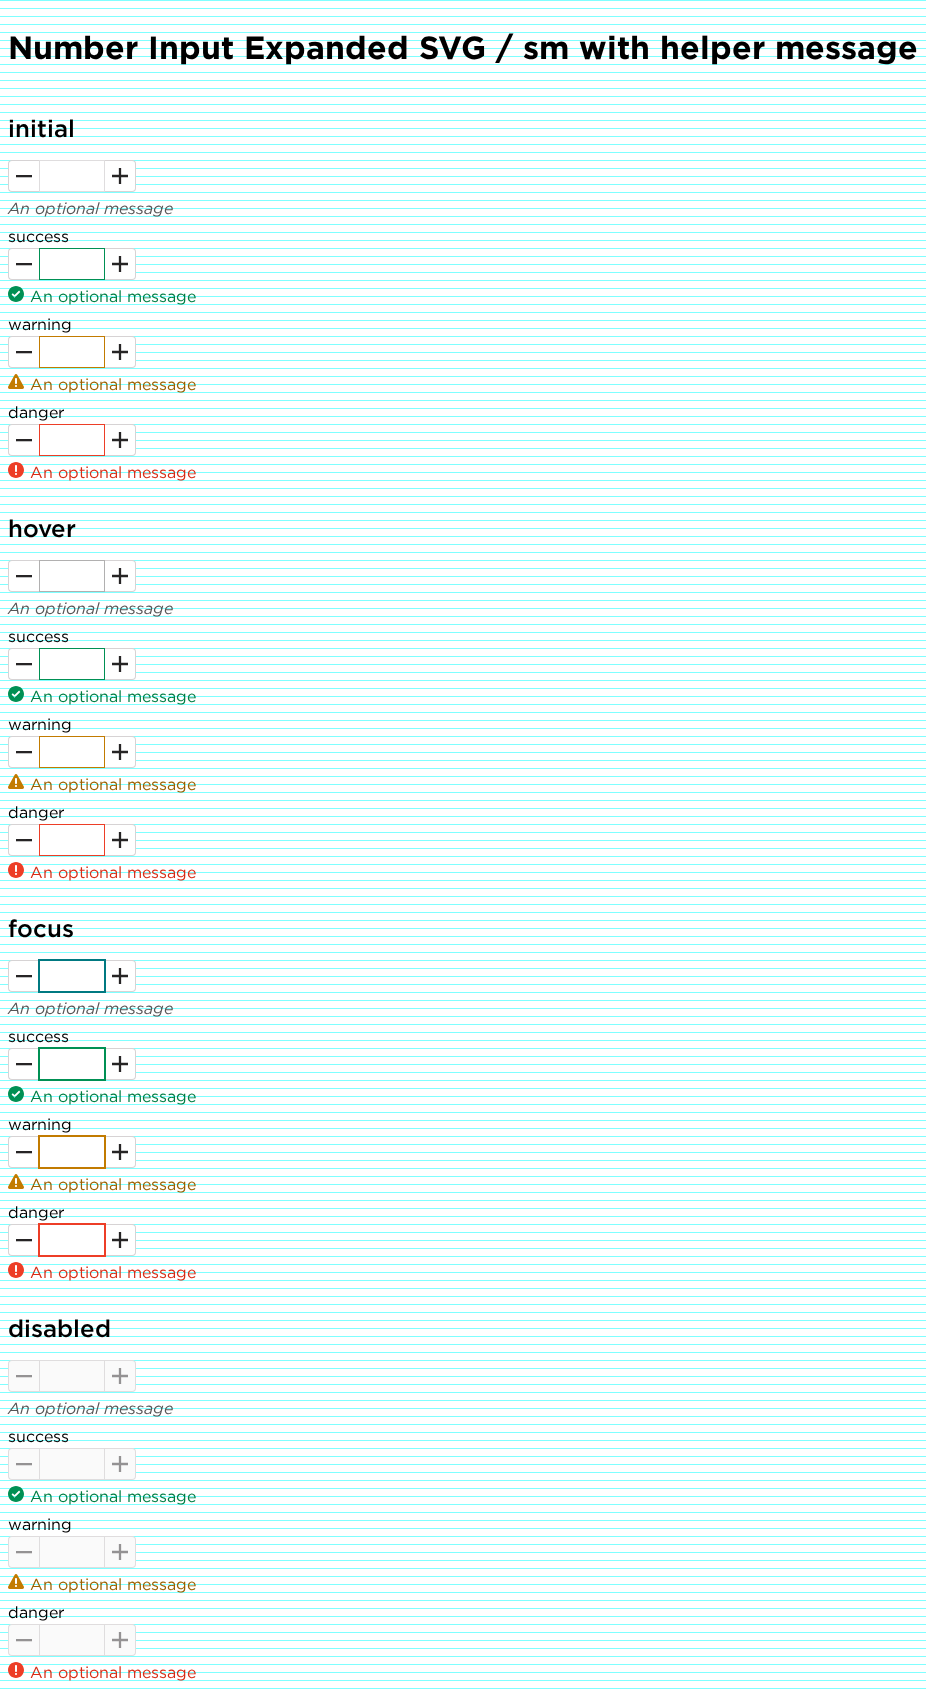 Number Input Expanded SVG / sm with helper message
initial
An optional message
success
An optional message
warning
An optional message
danger
An optional message
hover
An optional message
success
An optional message
warning
An optional message
danger
An optional message
focus
An optional message
success
An optional message
warning
An optional message
danger
An optional message
disabled
An optional message
success
An optional message
warning
An optional message
danger
An optional message